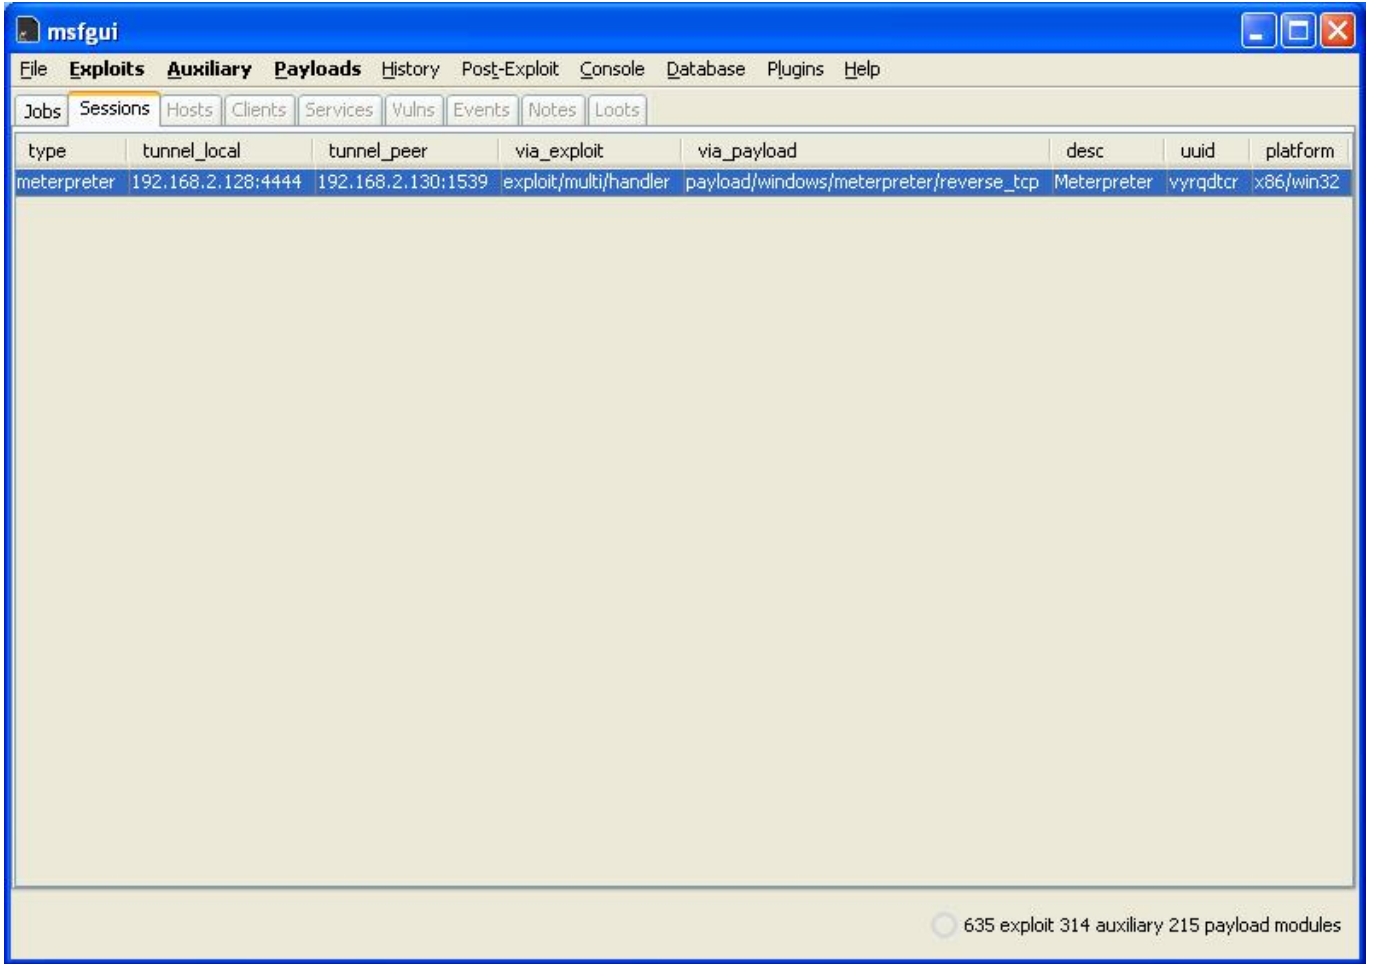 msfgui
File Exploits Auxiliary Payloads History Post-Exploit Console Database Plugins Help
Jobs Sessions Hosts Clients Services Vulns Events Notes Loots
type tunnel_local tunnel_peer via_exploit via_payload desc uuid platform
meterpreter 192.168.2.128:4444 192.168.2.130:1539 exploit/multi/handler payload/windows/meterpreter/reverse_tcp Meterpreter vyrqdtcr x86/win32
635 exploit 314 auxiliary 215 payload modules